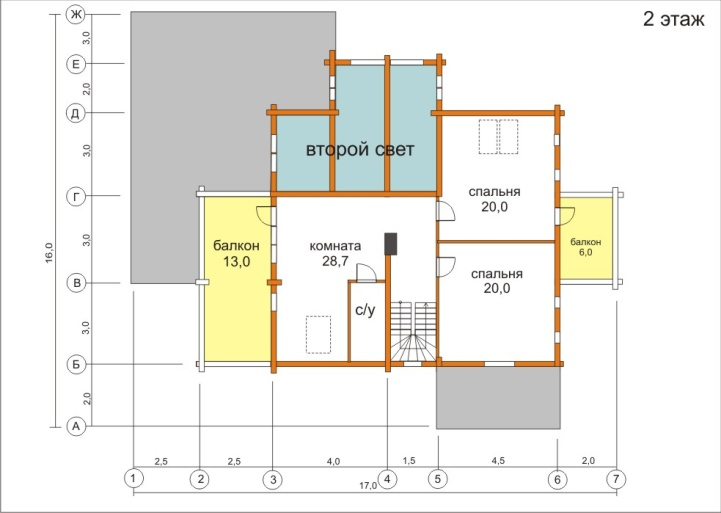 2 этаж
Ж
3,0
Е
2,0
Д
3,0
второй свет
спальня
20,0
Г
16,0
3,0
балкон
13,0
комната
28,7
балкон
6,0
спальня
20,0
В
с/у
3,0
Б
2,0
А
2,5
2,5
4,0
1,5
4,5
2,0
1
2
3
4
5
6
7
17,0